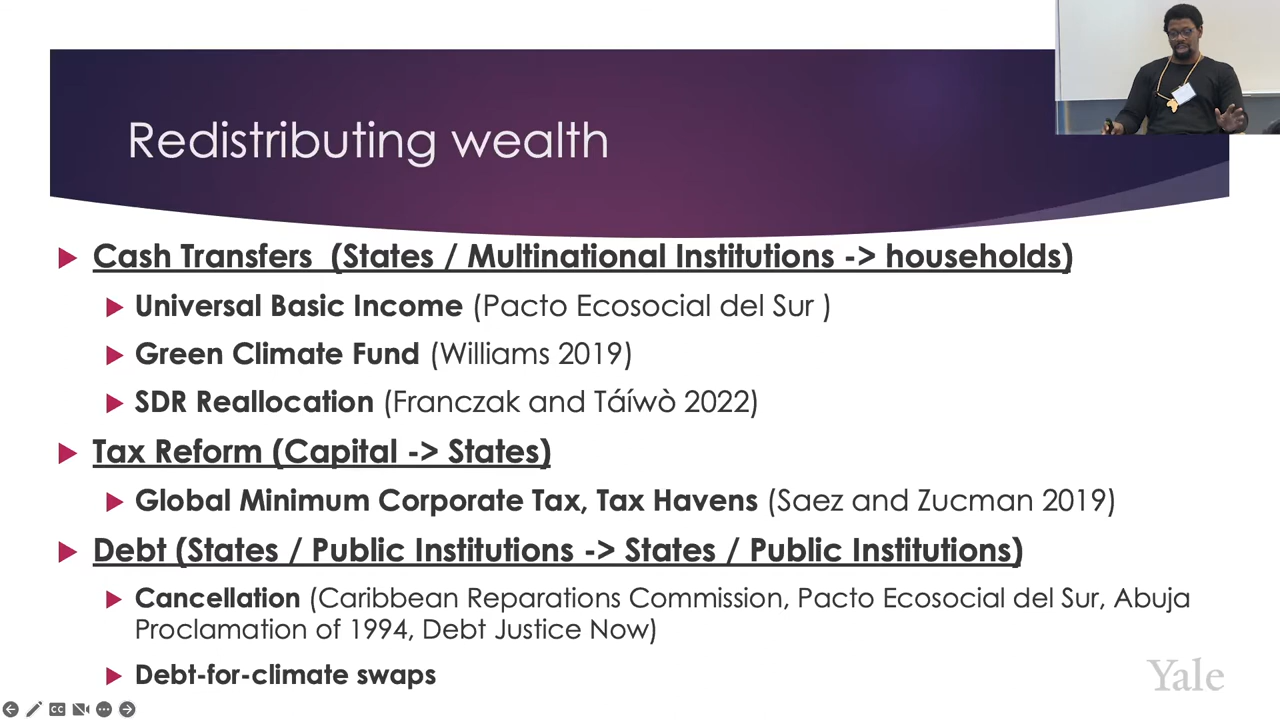 Redistributing wealth
Cash Transfers (States / Multinational Institutions -> households)
Universal Basic Income (Pacto Ecosocial del Sur )
Green Climate Fund (Williams 2019)
SDR Reallocation (Franczak and Táíwò 2022)
Tax Reform (Capital -> States)
Global Minimum Corporate Tax, Tax Havens (Saez and Zucman 2019)
Debt (States / Public Institutions -> States / Public Institutions)
Cancellation (Caribbean Reparations Commission, Pacto Ecosocial del Sur, Abuja
Proclamation of 1994, Debt Justice Now)
Debt-for-climate swaps
Yale
CC